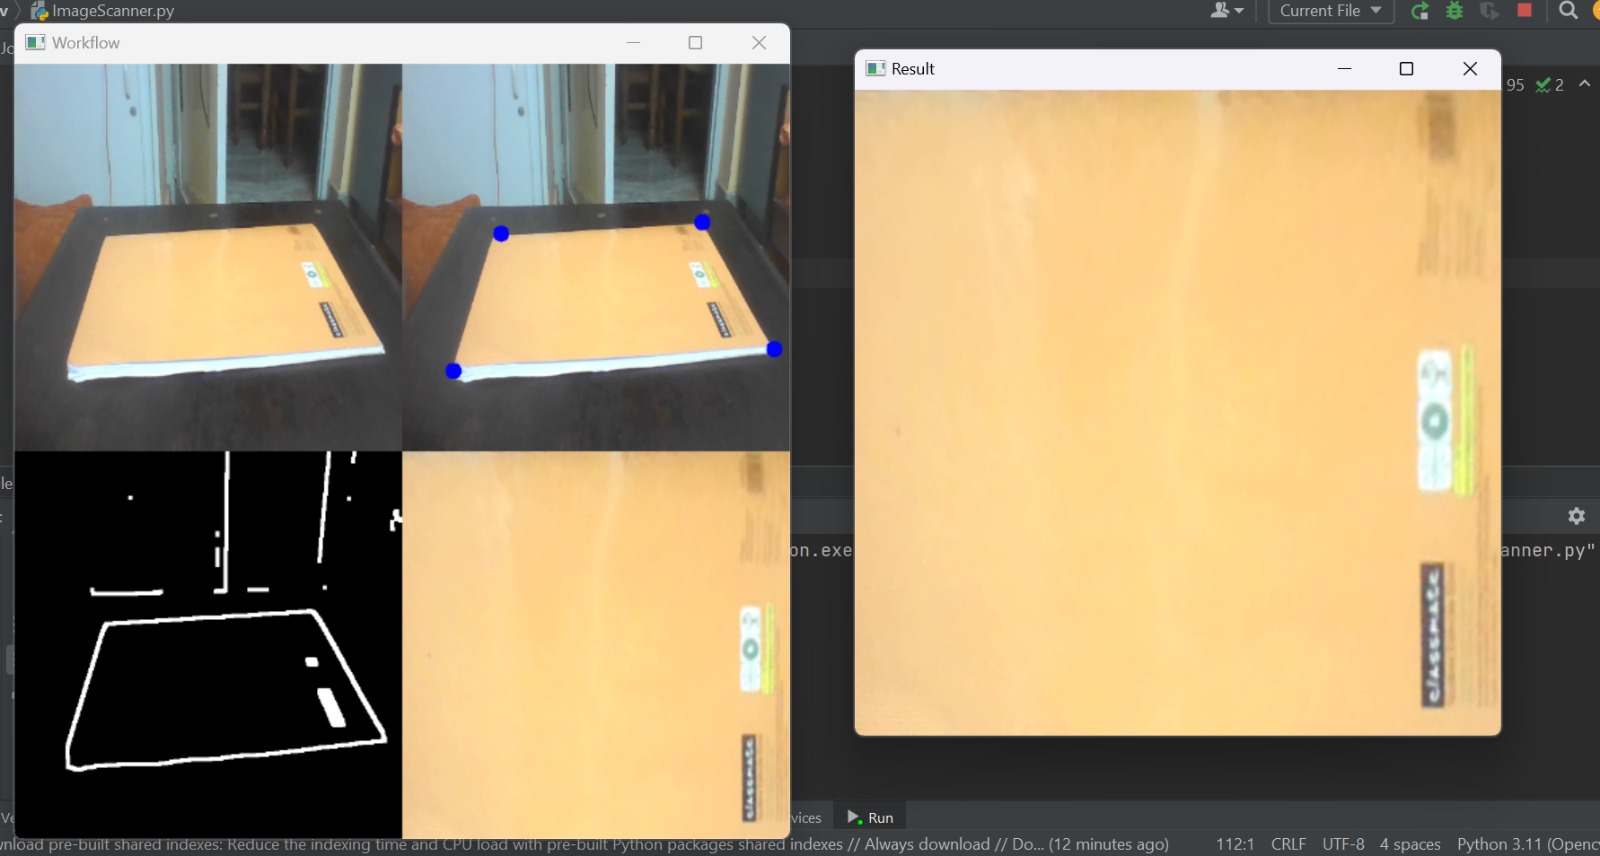 ImageScanner.py
Current File
Workflow
Result
95
2
on.exe
anner.py"
classmate
classmate
vices
Run
nload pre-built shared indexes: Reduce the indexing time and CPU load with pre-built Python packages shared indexes // Always download // Do... (12 minutes ago)
112:1
CRLF
UTF-8
4 spaces
Python 3.11 (Openc